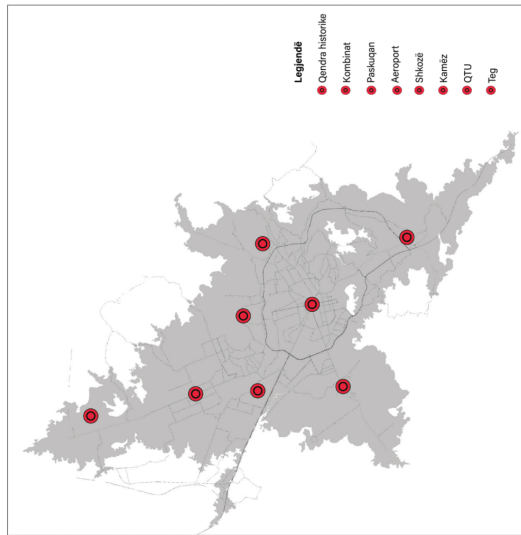 Legjendë
Qendra historike
Kombinat
Paskuqan
Aeroport
Shkozë
Kamëz
QTU
Teg